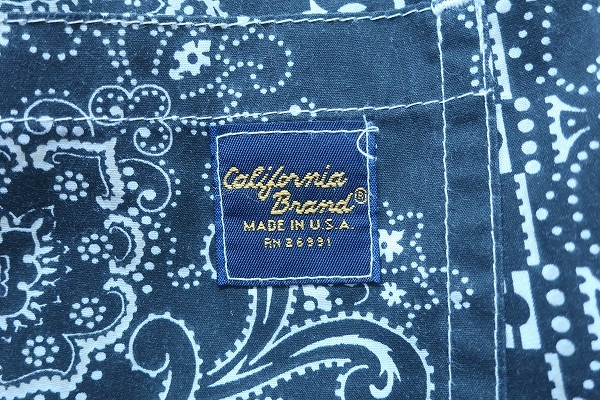 California
Brand®
MADE IN U.S.A.
RN 36991